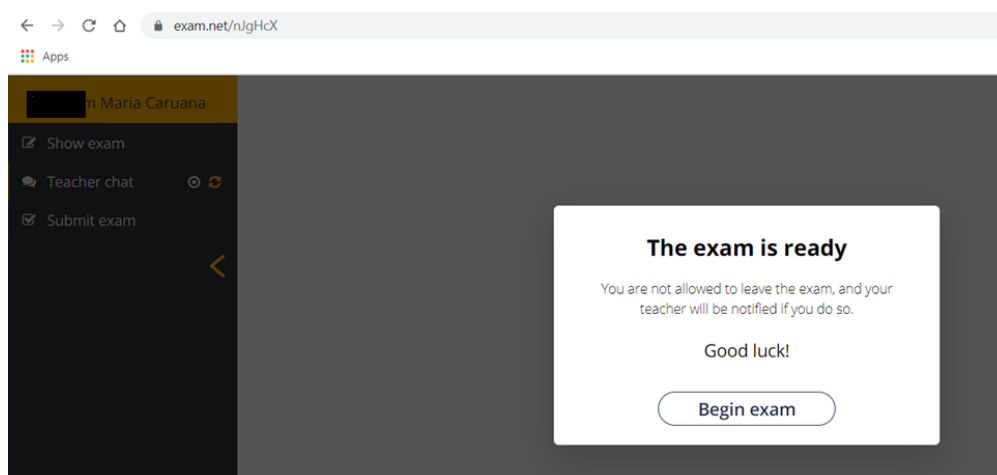 exam.net/nJgHcX
Apps
m Maria Caruana
Show exam
Teacher chat
Submit exam
The exam is ready
You are not allowed to leave the exam, and your
teacher will be notified if you do so.
Good luck!
Begin exam